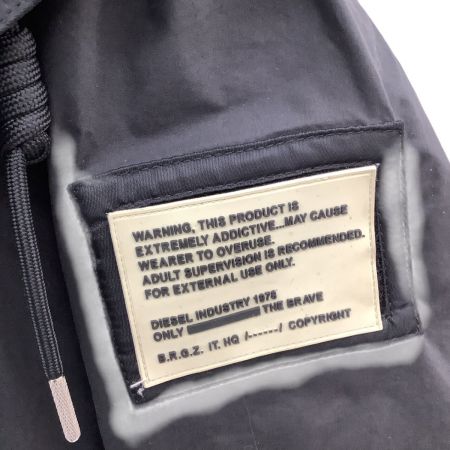 WARNING, THIS PRODUCT IS
EXTREMELY ADDICTIVE...MAY CAUSE
WEARER TO OVERUSE.
ADULT SUPERVISION IS RECOMMENDED.
FOR EXTERNAL USE ONLY.
DIESEL INDUSTRY 1978
ONLY THE BRAVE
B.R.G.Z. IT. HQ /------/ COPYRIGHT